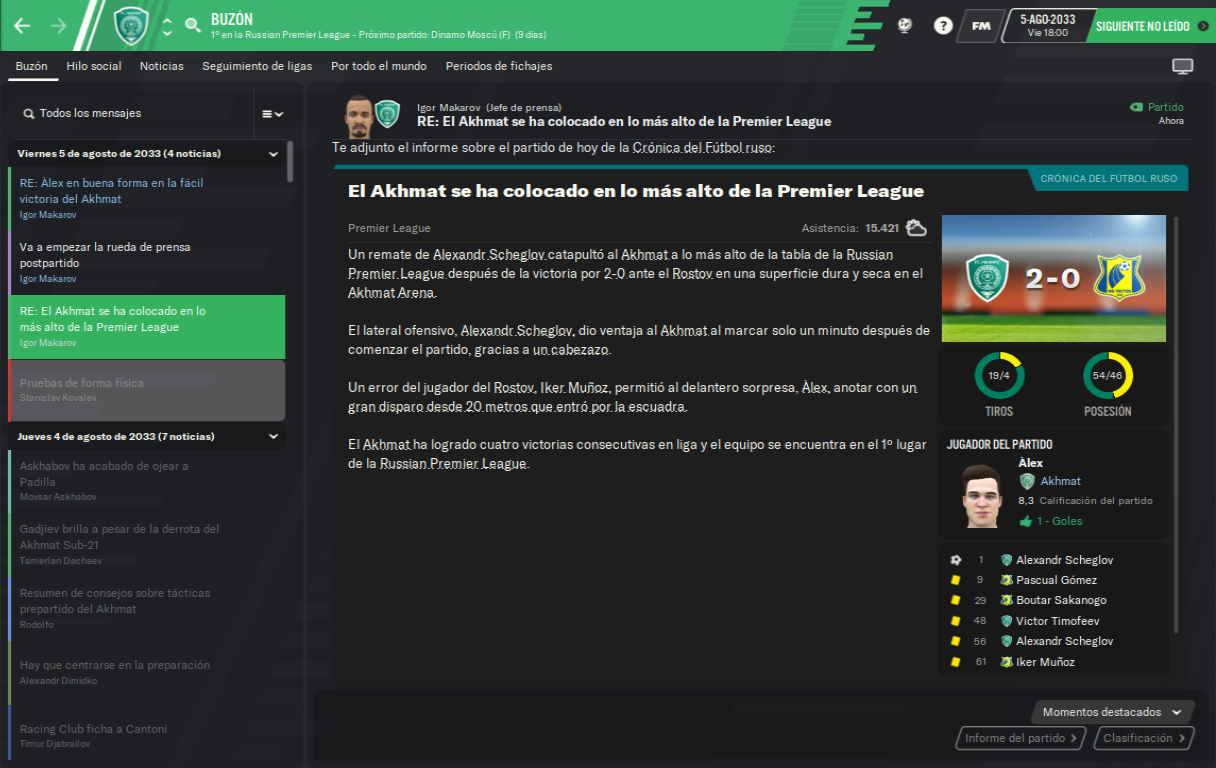 BUZÓN
1º en la Russian Premier League - Próximo partido: Dinamo Moscú (F) (9 días)
?
FM
5-AGO-2033
Vie 18:00
SIGUIENTE NO LEÍDO
Buzón
Hilo social
Noticias
Seguimiento de ligas
Por todo el mundo
Periodos de fichajes
Todos los mensajes
Viernes 5 de agosto de 2033 (4 noticias)
RE: Àlex en buena forma en la fácil
victoria del Akhmat
Igor Makarov
Va a empezar la rueda de prensa
postpartido
Igor Makarov
RE: El Akhmat se ha colocado en lo
más alto de la Premier League
Igor Makarov
Pruebas de forma física
Stanislav Kovalev
Jueves 4 de agosto de 2033 (7 noticias)
Askhabov ha acabado de ojear a
Padilla
Movsar Askhabov
Gadjiev brilla a pesar de la derrota del
Akhmat Sub-21
Tamerlan Dachaev
Resumen de consejos sobre tácticas
prepartido del Akhmat
Rodolfo
Hay que centrarse en la preparación
Alexandr Dimidko
Racing Club ficha a Cantoni
Timur Djabrailov
Igor Makarov (Jefe de prensa)
RE: El Akhmat se ha colocado en lo más alto de la Premier League
Partido
Ahora
Te adjunto el informe sobre el partido de hoy de la Crónica del Fútbol ruso:
CRÓNICA DEL FÚTBOL RUSO
El Akhmat se ha colocado en lo más alto de la Premier League
Premier League
Asistencia: 15.421
Un remate de Alexandr Scheglov catapultó al Akhmat a lo más alto de la tabla de la Russian
Premier League después de la victoria por 2-0 ante el Rostov en una superficie dura y seca en el
Akhmat Arena.
El lateral ofensivo, Alexandr Scheglov, dio ventaja al Akhmat al marcar solo un minuto después de
comenzar el partido, gracias a un cabezazo.
Un error del jugador del Rostov, Iker Muñoz, permitió al delantero sorpresa, Àlex, anotar con un
gran disparo desde 20 metros que entró por la escuadra.
El Akhmat ha logrado cuatro victorias consecutivas en liga y el equipo se encuentra en el 1º lugar
de la Russian Premier League.
2-0
19/4
TIROS
54/46
POSESIÓN
JUGADOR DEL PARTIDO
Àlex
Akhmat
8,3 Calificación del partido
1 - Goles
1 Alexandr Scheglov
9 Pascual Gómez
29 Boutar Sakanogo
48 Victor Timofeev
56 Alexandr Scheglov
61 Iker Muñoz
Momentos destacados
Informe del partido
Clasificación